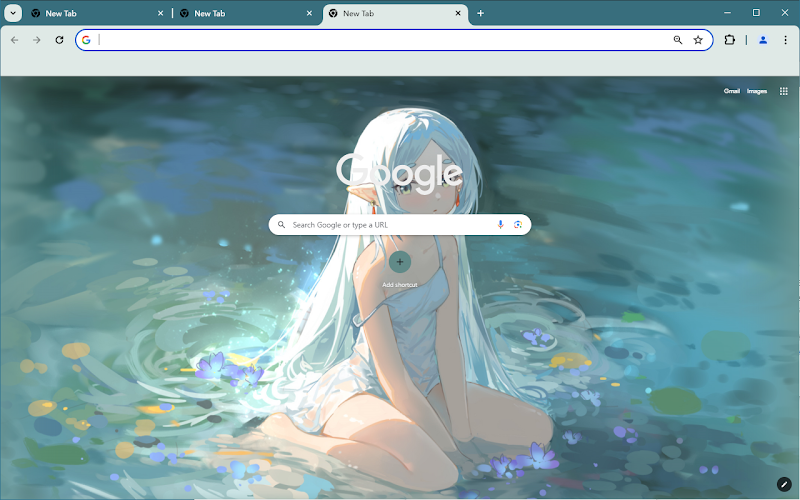 New Tab
New Tab
New Tab
Gmail Images
Google
Search Google or type a URL
Add shortcut